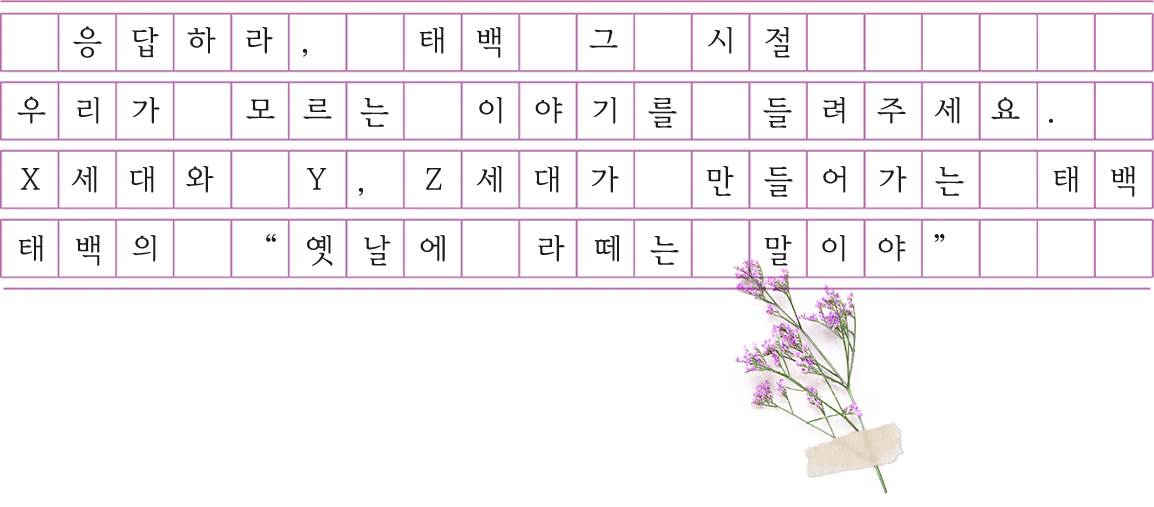 응답하라, 태백 그 시절
우리가 모르는 이야기를 들려주세요.
X세대와 Y, Z세대가 만들어가는 태백
태백의 “옛날에 라떼는 말이야”